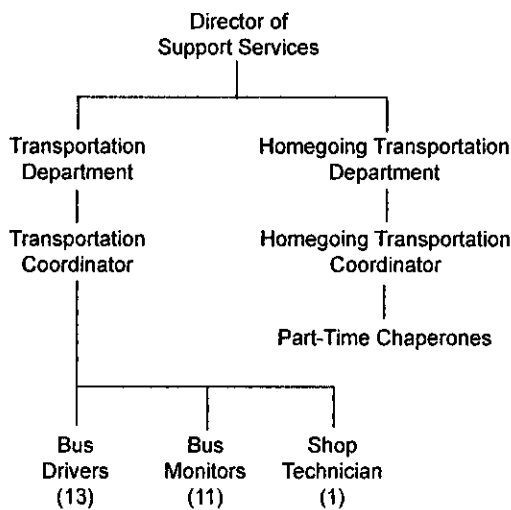 Director of
Support Services
Transportation
Department
Homegoing Transportation
Department
Transportation
Coordinator
Homegoing Transportation
Coordinator
Part-Time Chaperones
Bus
Drivers
(13)
Bus
Monitors
(11)
Shop
Technician
(1)